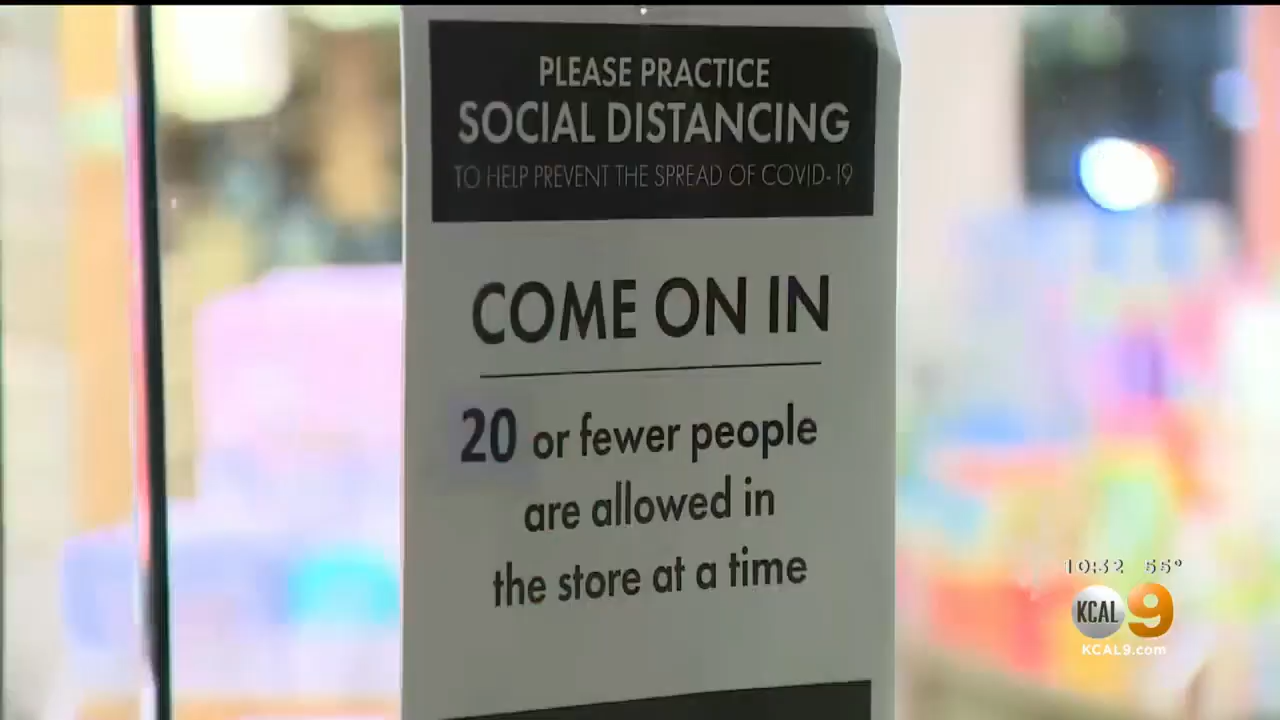 PLEASE PRACTICE
SOCIAL DISTANCING
TO HELP PREVENT THE SPREAD OF COVID-19
COME ON IN
20 or fewer people
are allowed in
the store at a time
10:32 55°
KCAL 9
KCAL9.com